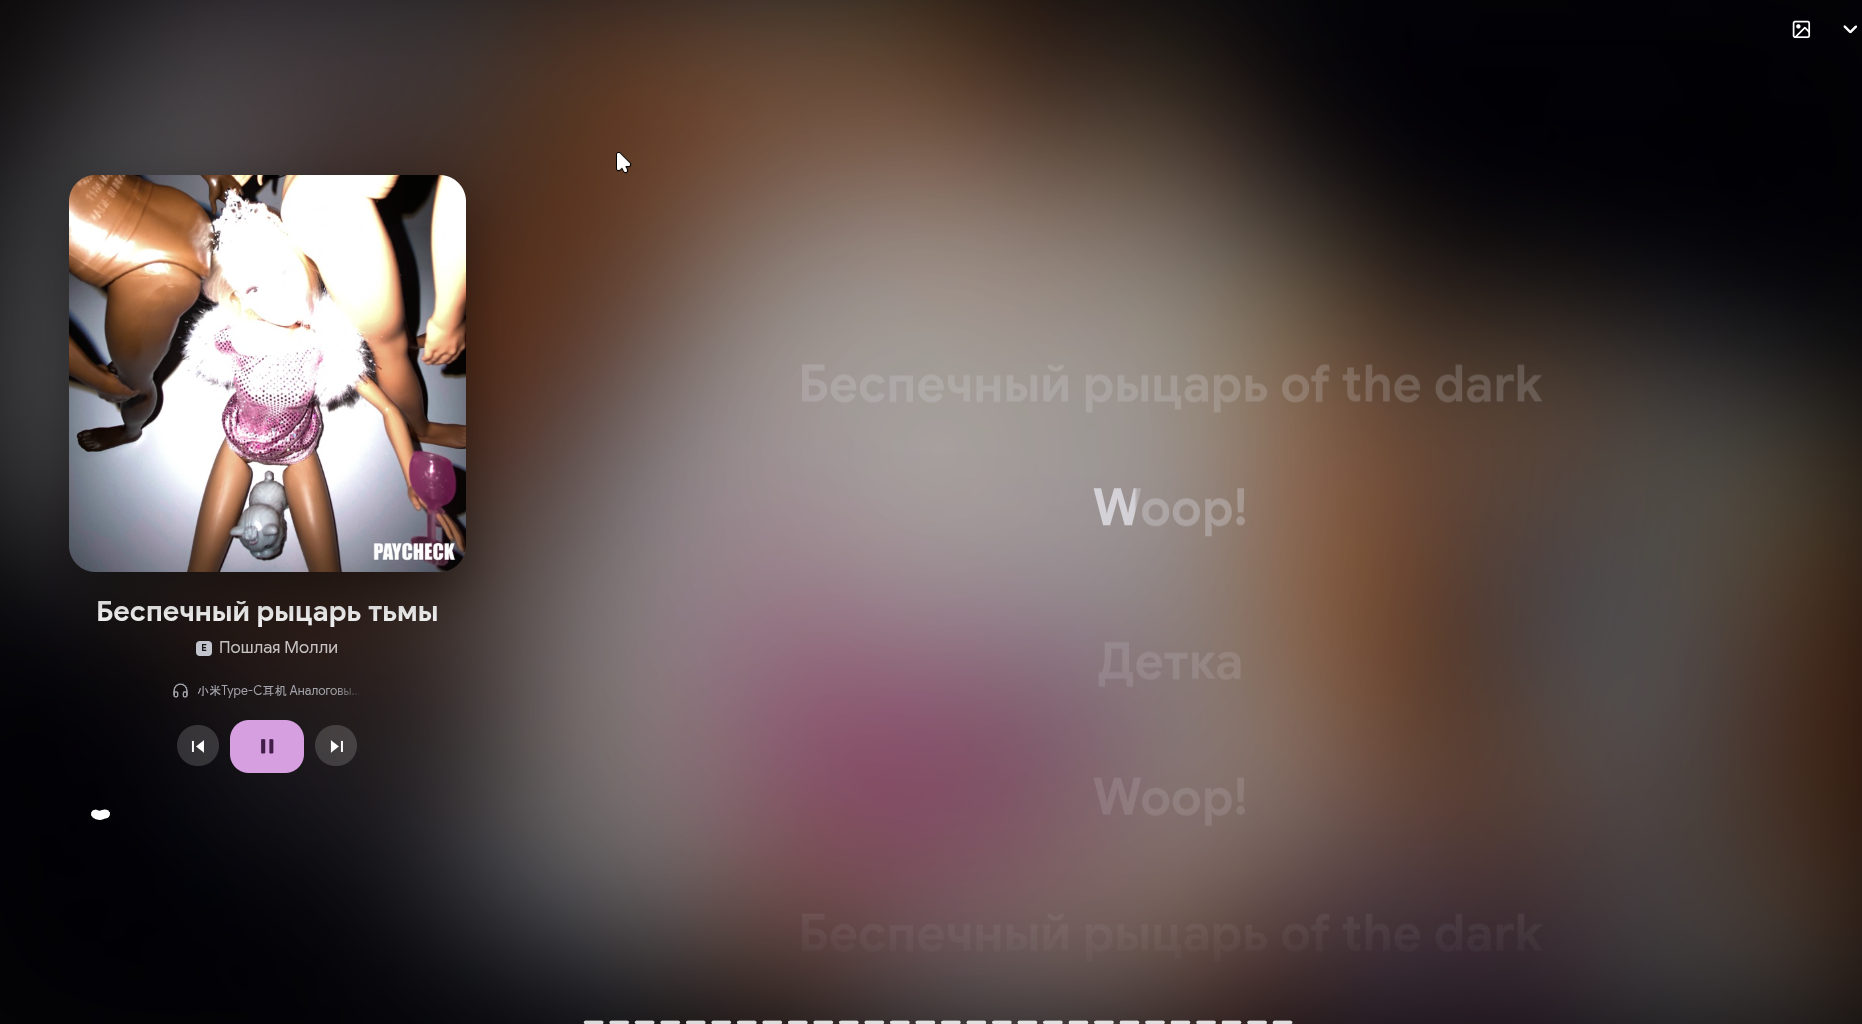 PAYCHECK
Беспечный рыцарь тьмы
E Пошлая Молли
小米Type-C耳机 Аналоговы...
Беспечный рыцарь of the dark
Woop!
Детка
Woop!
Беспечный рыцарь of the dark